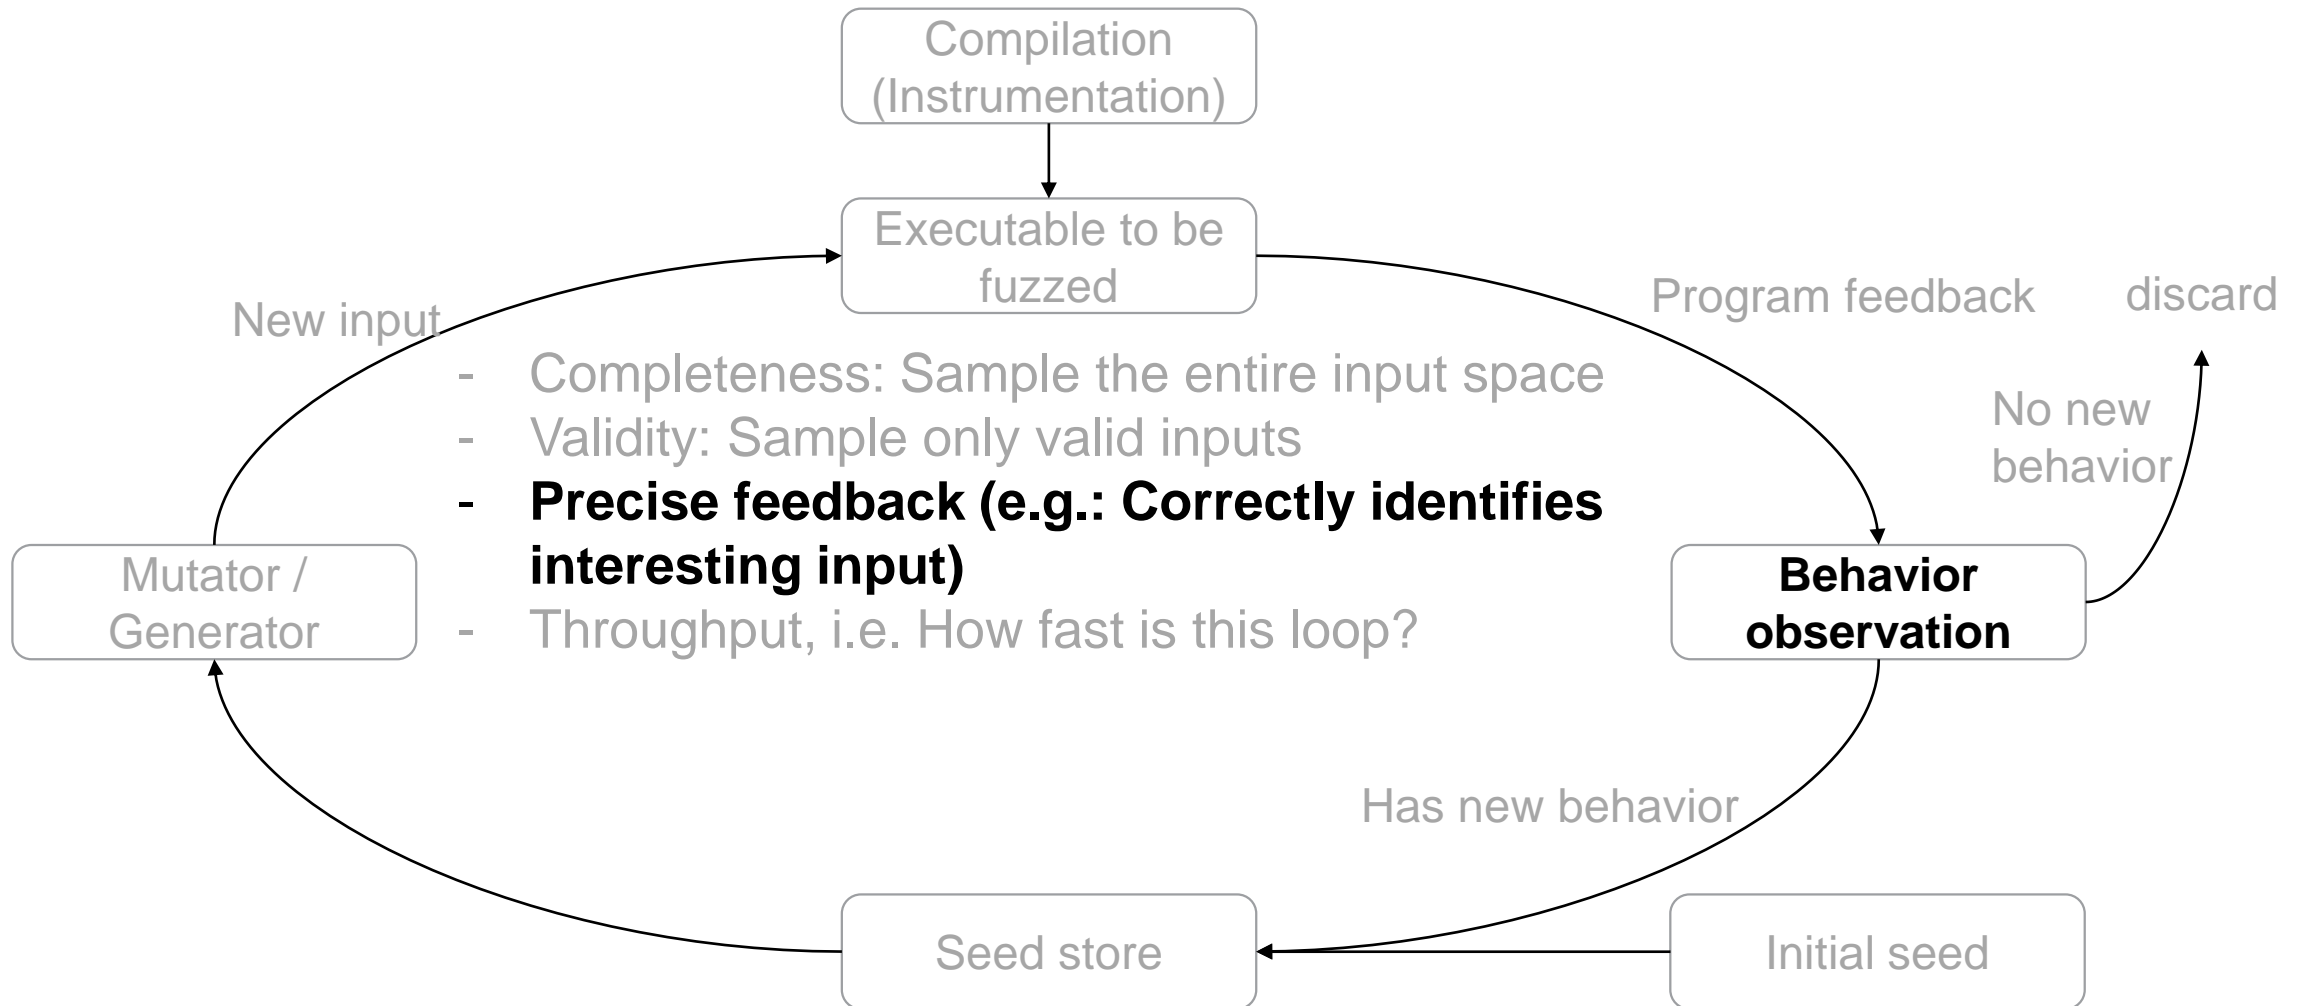 Compilation
(Instrumentation)
Executable to be
fuzzed
New input
Program feedback
discard
No new
behavior
- Completeness: Sample the entire input space
- Validity: Sample only valid inputs
- Precise feedback (e.g.: Correctly identifies
interesting input)
- Throughput, i.e. How fast is this loop?
Mutator /
Generator
Behavior
observation
Has new behavior
Seed store
Initial seed